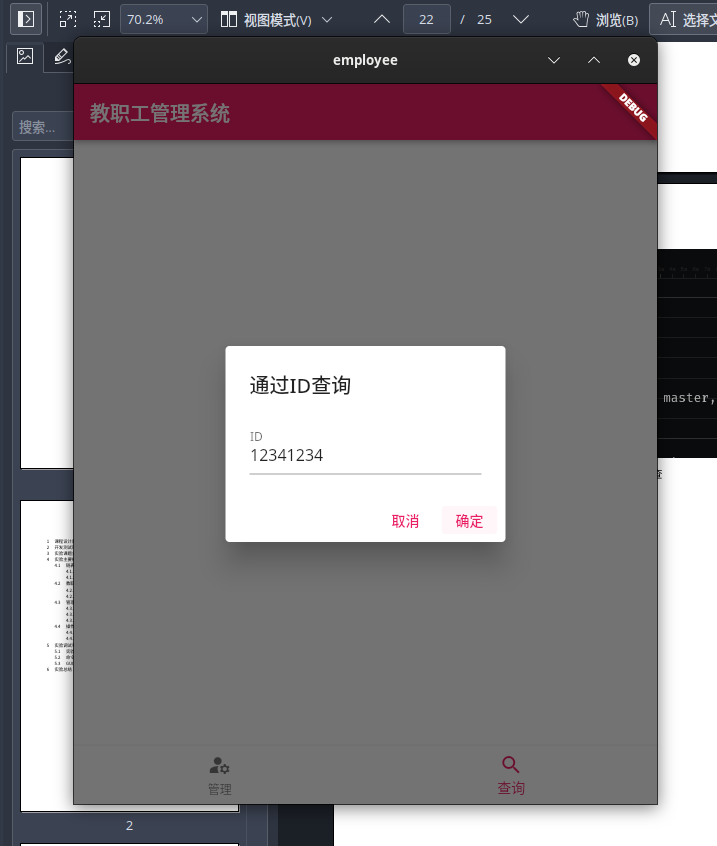 70.2%
视图模式(V)
22 / 25
浏览(B)
选择文
employee
搜索...
教职工管理系统
DEBUG
通过ID查询
ID
12341234
取消
确定
master,
管理
查询
2